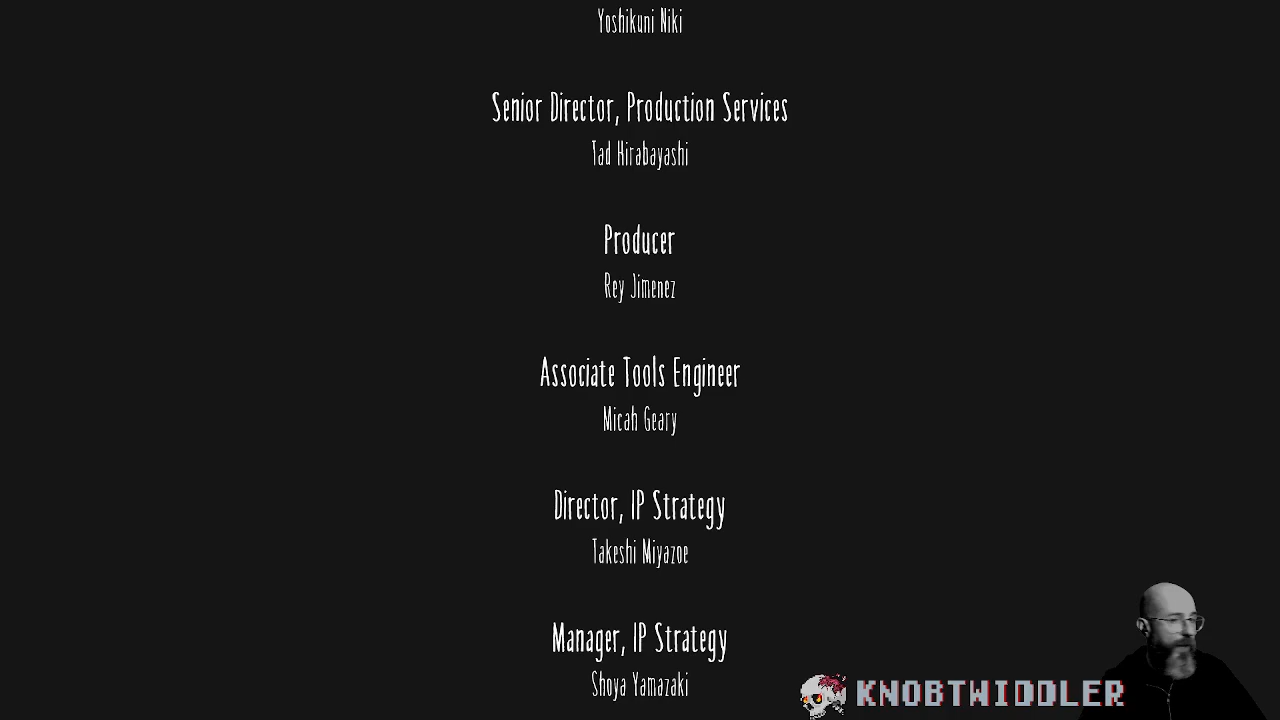 Yoshikuni Niki
Senior Director, Production Services
Tad Hirabayashi
Producer
Rey Jimenez
Associate Tools Engineer
Micah Geary
Director, IP Strategy
Takeshi Miyazoe
Manager, IP Strategy
Shoya Yamazaki
KNOBTWIDDLER